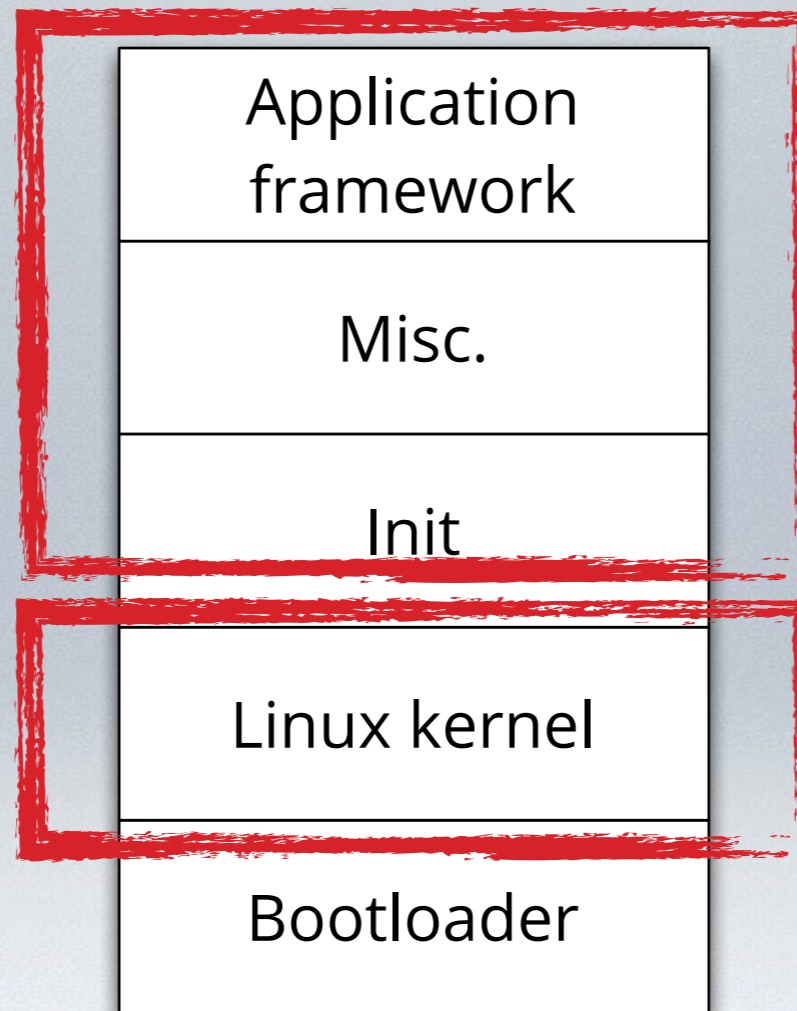 Application
framework
Misc.
Init
Linux kernel
Bootloader